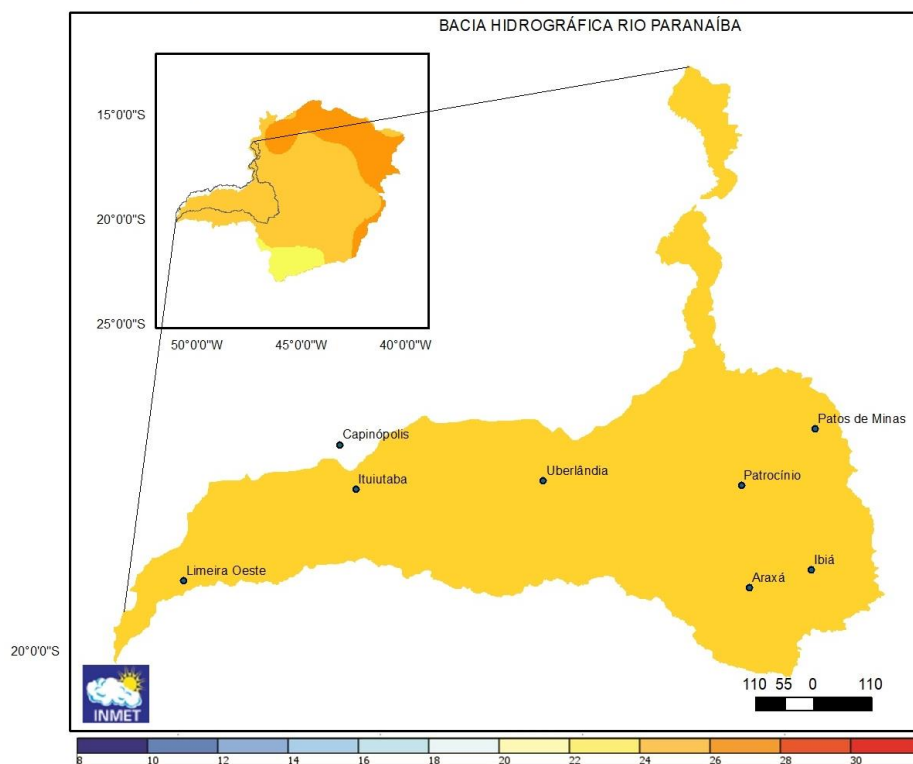 BACIA HIDROGRÁFICA RIO PARANAÍBA
15°0'0"S
20°0'0"S
25°0'0"S
50°0'0"W 45°0'0"W 40°0'0"W
Patos de Minas
Capinópolis
Ituiutaba
Uberlândia
Patrocínio
Limeira Oeste
Ibiá
Araxá
20°0'0"S
INMET
110 55 0 110
8 10 12 14 16 18 20 22 24 26 28 30